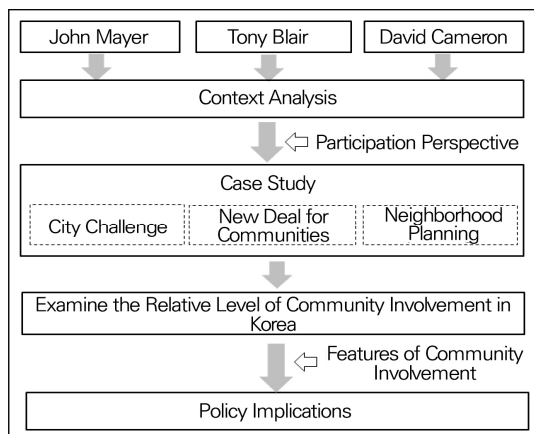 John Mayer
Tony Blair
David Cameron
Context Analysis
Participation Perspective
Case Study
City Challenge
New Deal for
Communities
Neighborhood
Planning
Examine the Relative Level of Community Involvement in
Korea
Features of Community
Involvement
Policy Implications